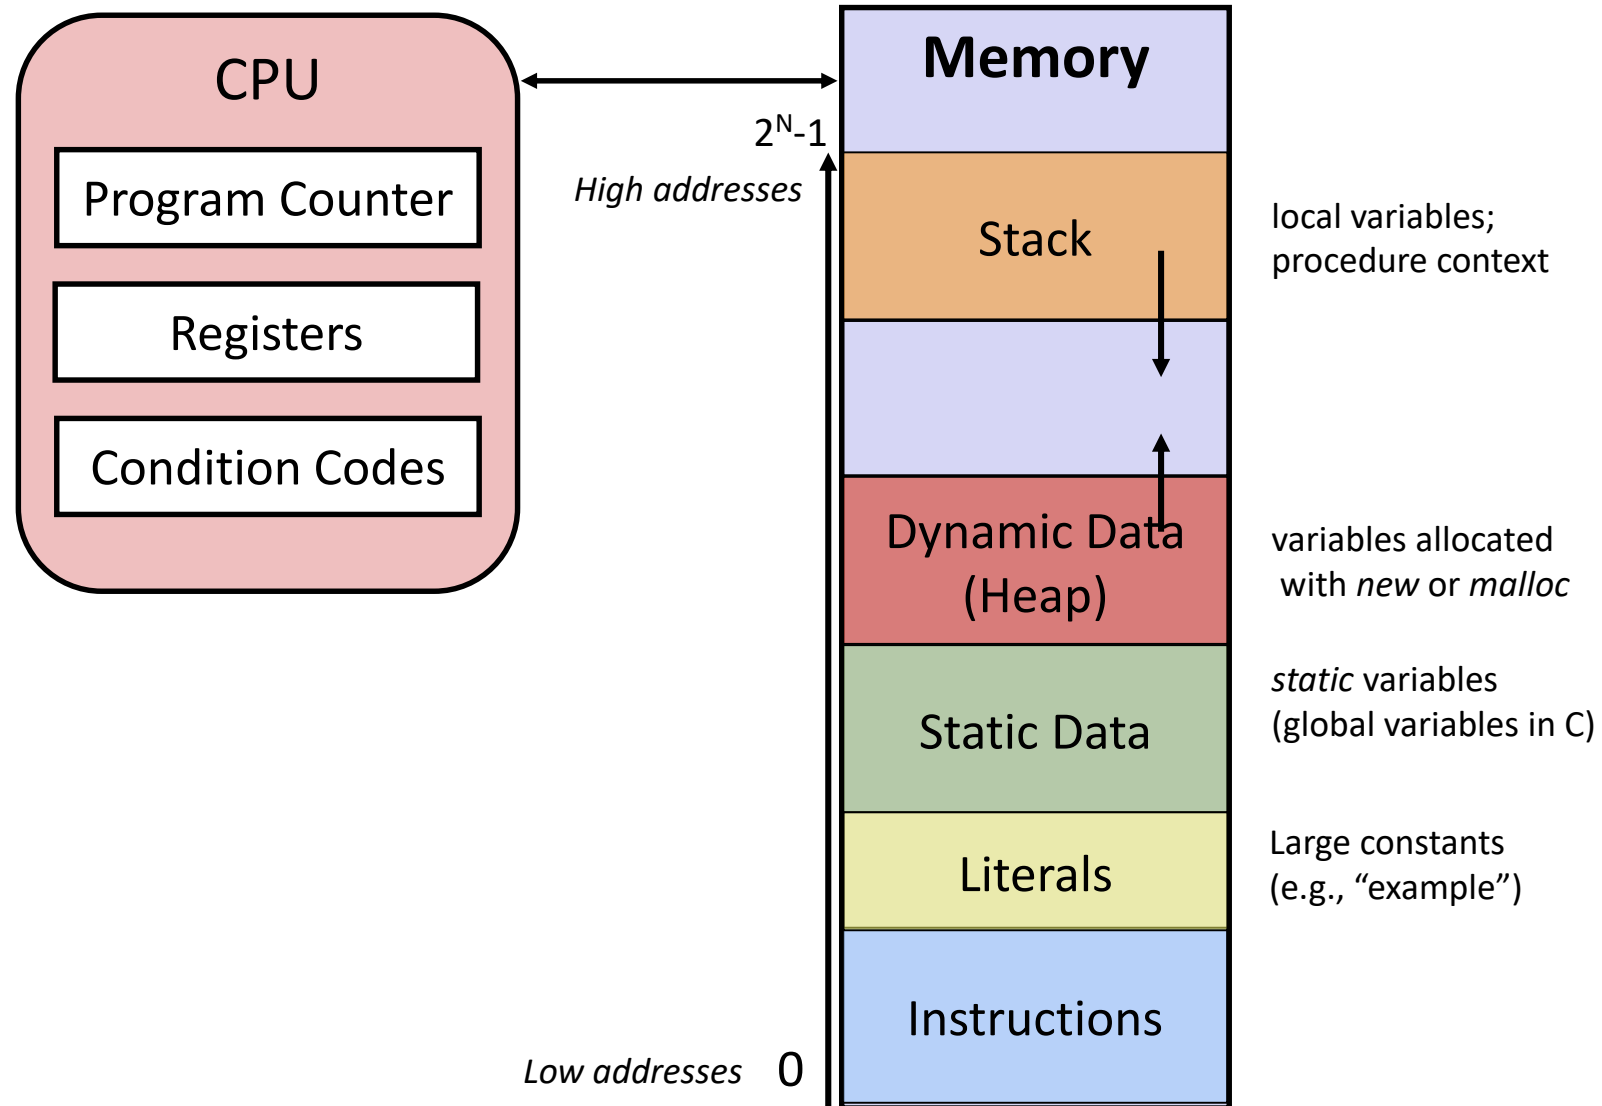 CPU
Program Counter
Registers
Condition Codes
Memory
2ᴺ-1
High addresses
Stack
local variables;
procedure context
Dynamic Data
(Heap)
variables allocated
with new or malloc
Static Data
static variables
(global variables in C)
Literals
Large constants
(e.g., “example”)
Instructions
Low addresses 0